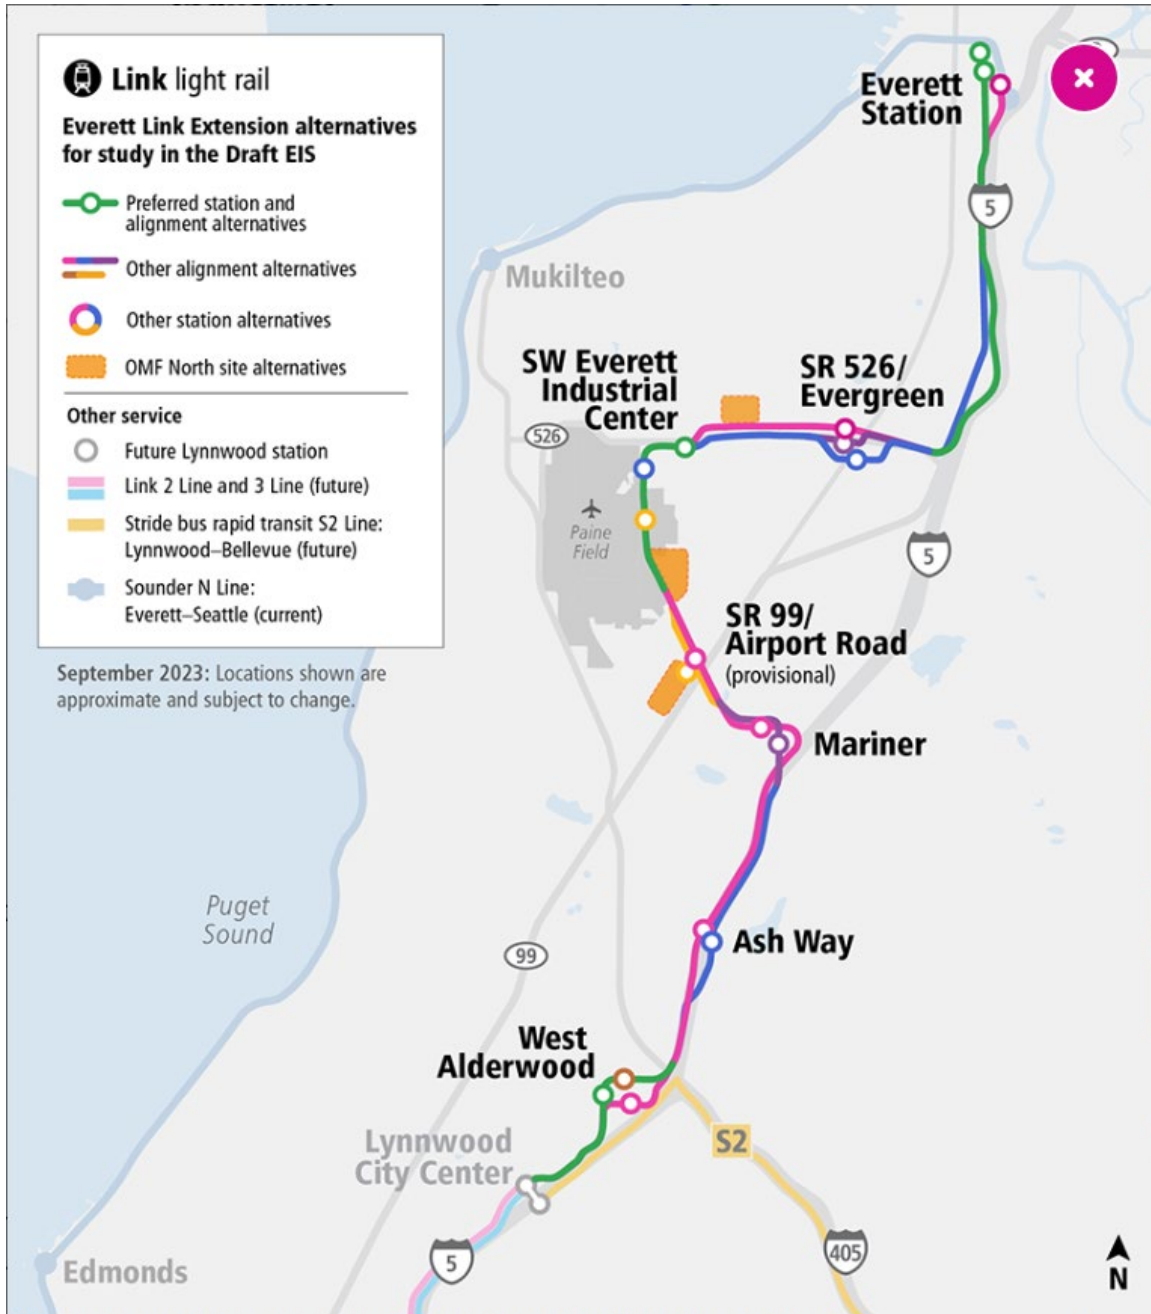 Link light rail
Everett Link Extension alternatives
for study in the Draft EIS
Preferred station and
alignment alternatives
Other alignment alternatives
Other station alternatives
OMF North site alternatives
Other service
Future Lynnwood station
Link 2 Line and 3 Line (future)
Stride bus rapid transit S2 Line:
Lynnwood–Bellevue (future)
Sounder N Line:
Everett–Seattle (current)
September 2023: Locations shown are
approximate and subject to change.
Everett
Station
5
Mukilteo
SW Everett
Industrial
Center
SR 526/
Evergreen
526
Paine
Field
5
SR 99/
Airport Road
(provisional)
Mariner
Puget
Sound
99
Ash Way
West
Alderwood
Lynnwood
City Center
S2
5
405
Edmonds
N